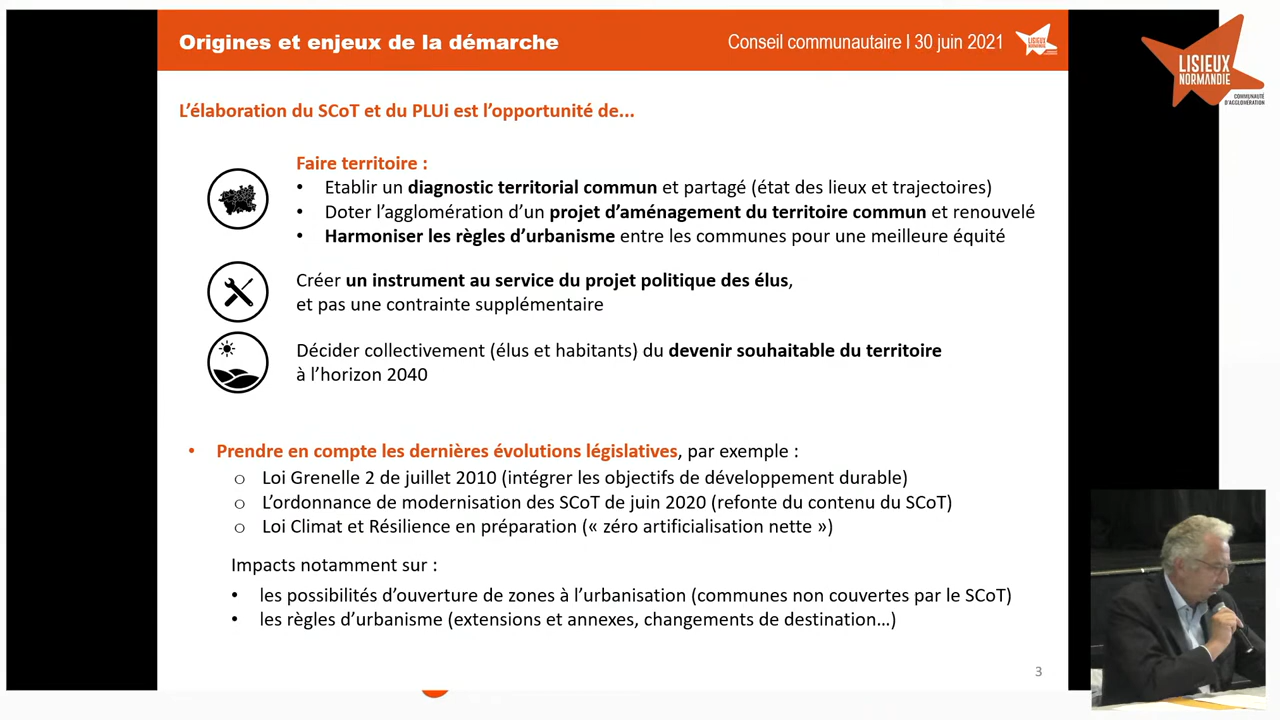 Origines et enjeux de la démarche
Conseil communautaire I 30 juin 2021
LISIEUX
NORMANDIE
LISIEUX
NORMANDIE
COMMUNAUTÉ
D'AGGLOMÉRATION
L'élaboration du SCoT et du PLUi est l'opportunité de...
Faire territoire :
• Etablir un diagnostic territorial commun et partagé (état des lieux et trajectoires)
• Doter l'agglomération d'un projet d'aménagement du territoire commun et renouvelé
• Harmoniser les règles d'urbanisme entre les communes pour une meilleure équité
Créer un instrument au service du projet politique des élus,
et pas une contrainte supplémentaire
Décider collectivement (élus et habitants) du devenir souhaitable du territoire
à l'horizon 2040
• Prendre en compte les dernières évolutions législatives, par exemple :
o Loi Grenelle 2 de juillet 2010 (intégrer les objectifs de développement durable)
o L'ordonnance de modernisation des SCoT de juin 2020 (refonte du contenu du SCoT)
o Loi Climat et Résilience en préparation (« zéro artificialisation nette »)
Impacts notamment sur :
• les possibilités d'ouverture de zones à l'urbanisation (communes non couvertes par le SCoT)
• les règles d'urbanisme (extensions et annexes, changements de destination…)
3